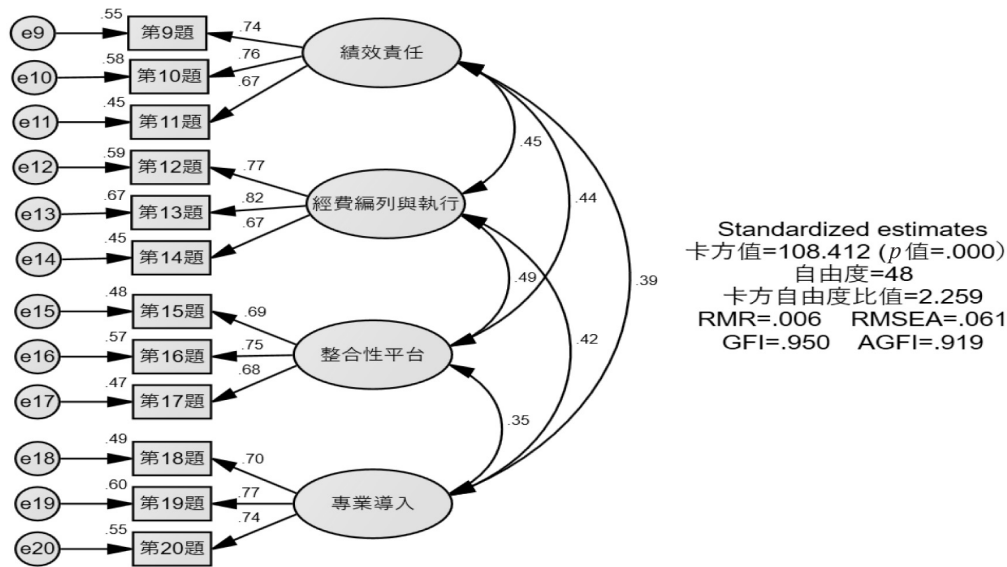 e9 .55 第9題 .74
e10 .58 第10題 .76
e11 .45 第11題 .67
績效責任
e12 .59 第12題 .77
e13 .67 第13題 .82
e14 .45 第14題 .67
經費編列與執行
e15 .48 第15題 .69
e16 .57 第16題 .75
e17 .47 第17題 .68
整合性平台
e18 .49 第18題 .70
e19 .60 第19題 .77
e20 .55 第20題 .74
專業導入
.45
.44
.49
.39
.42
.35
Standardized estimates
卡方值=108.412 (p值=.000)
自由度=48
卡方自由度比值=2.259
RMR=.006 RMSEA=.061
GFI=.950 AGFI=.919